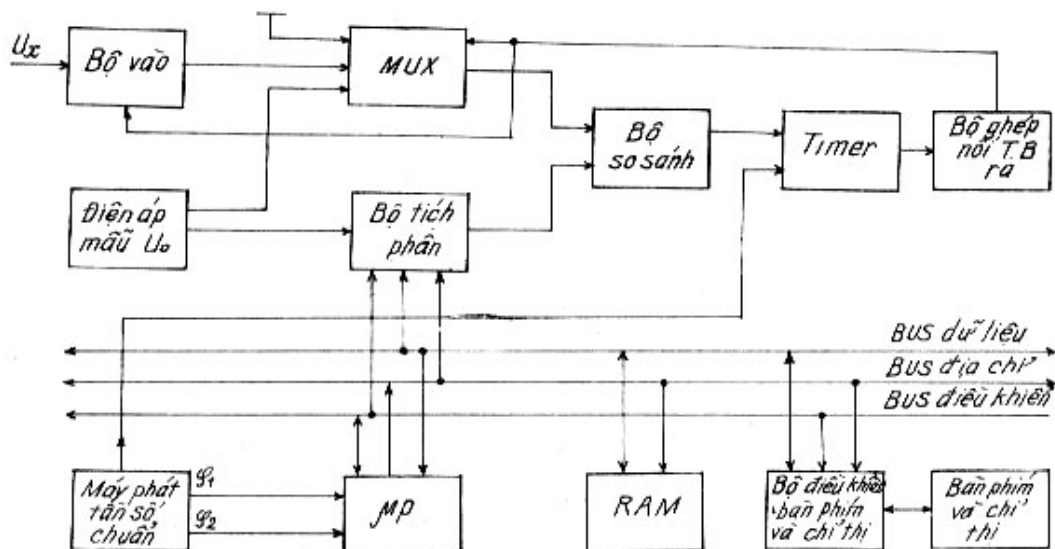 Ux
Bộ vào
MUX
Bộ
so sánh
Timer
Bộ ghép
nối T.B
ra
Điện áp
mẫu U₀
Bộ tích
phân
BUS dữ liệu
BUS địa chỉ
BUS điều khiển
Máy phát
tần số
chuẩn
φ1
φ2
μP
RAM
Bộ điều khiển
bàn phím
và chỉ thị
Bàn phím
và chỉ
thị